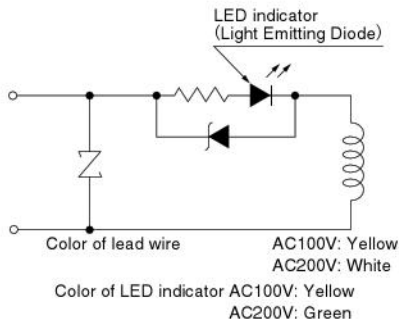 LED indicator
(Light Emitting Diode)
Color of lead wire AC100V: Yellow
AC200V: White
Color of LED indicator AC100V: Yellow
AC200V: Green